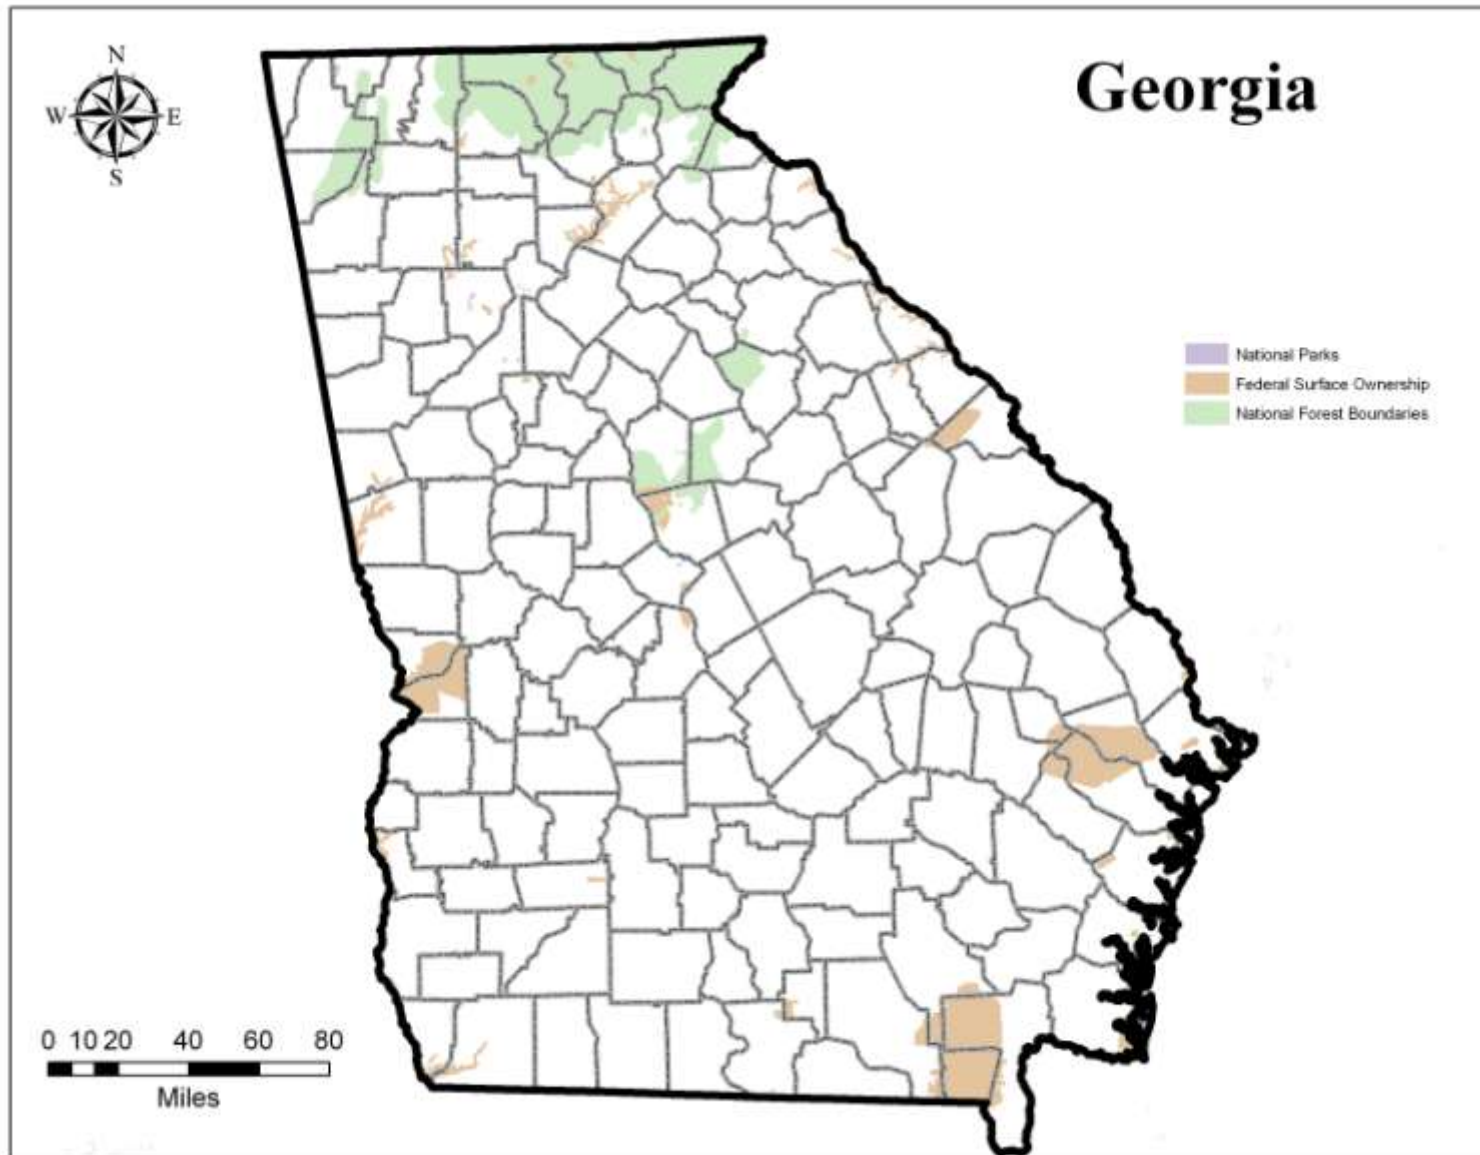 Georgia
N
W E
S
National Parks
Federal Surface Ownership
National Forest Boundaries
0 10 20 40 60 80
Miles